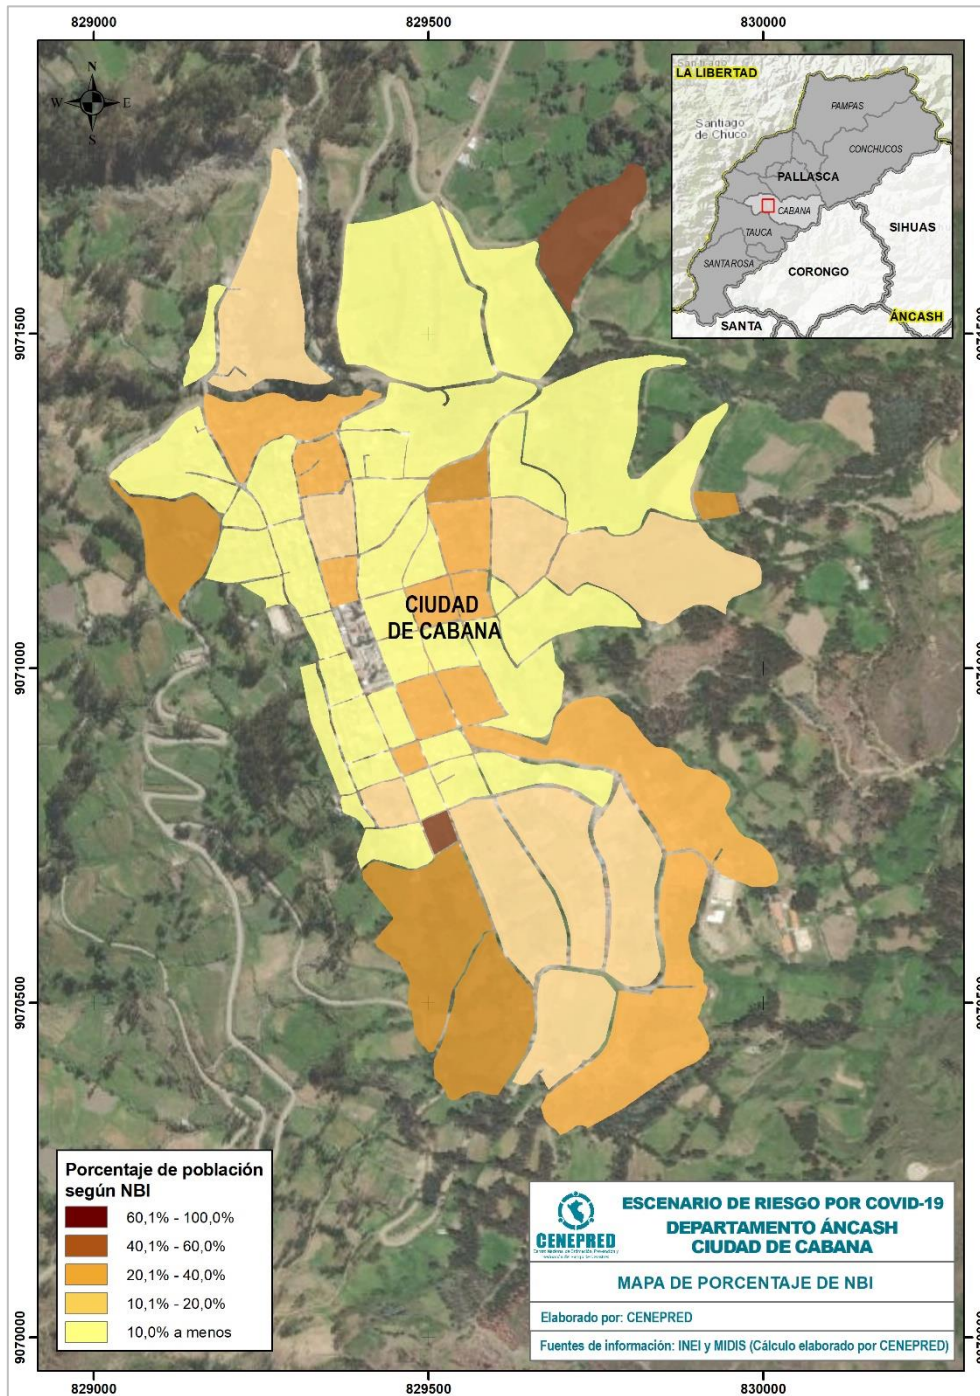 829000
829500
830000
N
W
E
S
LA LIBERTAD
Santiago
de Chuco
PAMPAS
CONCHUCOS
PALLASCA
CABANA
TAUCA
SANTAROSA
SIHUAS
CORONGO
SANTA
ÁNCASH
9071500
9071500
CIUDAD
DE CABANA
9071000
9071000
9070500
9070500
9070000
9070000
Porcentaje de población
según NBI
60,1% - 100,0%
40,1% - 60,0%
20,1% - 40,0%
10,1% - 20,0%
10,0% a menos
CENEPRED
ESCENARIO DE RIESGO POR COVID-19
DEPARTAMENTO ÁNCASH
CIUDAD DE CABANA
MAPA DE PORCENTAJE DE NBI
Elaborado por: CENEPRED
Fuentes de información: INEI y MIDIS (Cálculo elaborado por CENEPRED)
829000
829500
830000